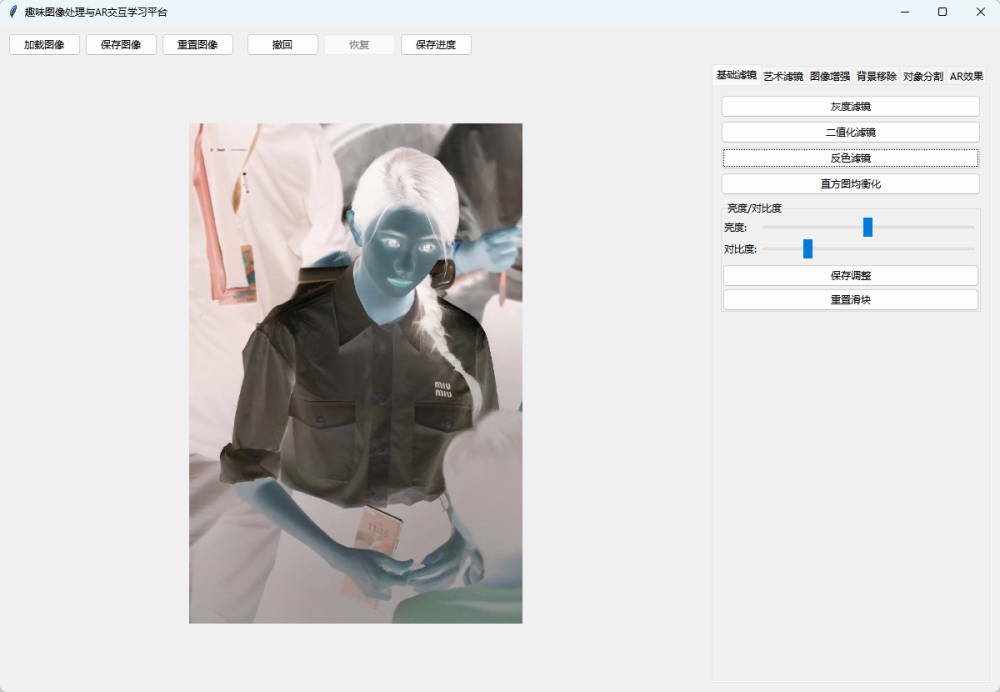 趣味图像处理与AR交互学习平台
加载图像 保存图像 重置图像 撤回 恢复 保存进度
基础滤镜 艺术滤镜 图像增强 背景移除 对象分割 AR效果
灰度滤镜
二值化滤镜
反色滤镜
直方图均衡化
亮度/对比度
亮度:
对比度:
保存调整
重置滑块
MIU
MIU
11:15